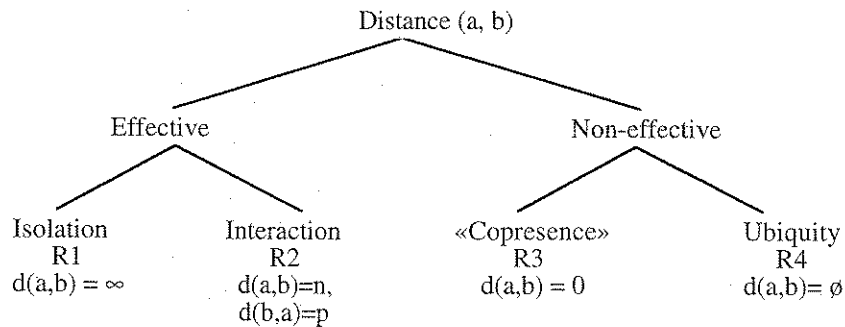 Distance (a, b)
Effective
Non-effective
Isolation
R1
d(a,b) = ∞
Interaction
R2
d(a,b)=n,
d(b,a)=p
«Copresence»
R3
d(a,b) = 0
Ubiquity
R4
d(a,b)= ø